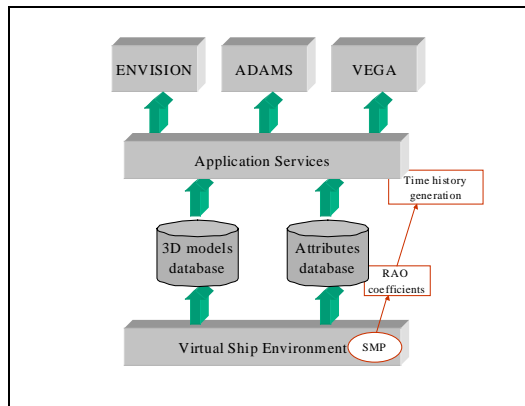 ENVISION
ADAMS
VEGA
Application Services
Time history
generation
3D models
database
Attributes
database
RAO
coefficients
Virtual Ship Environment
SMP